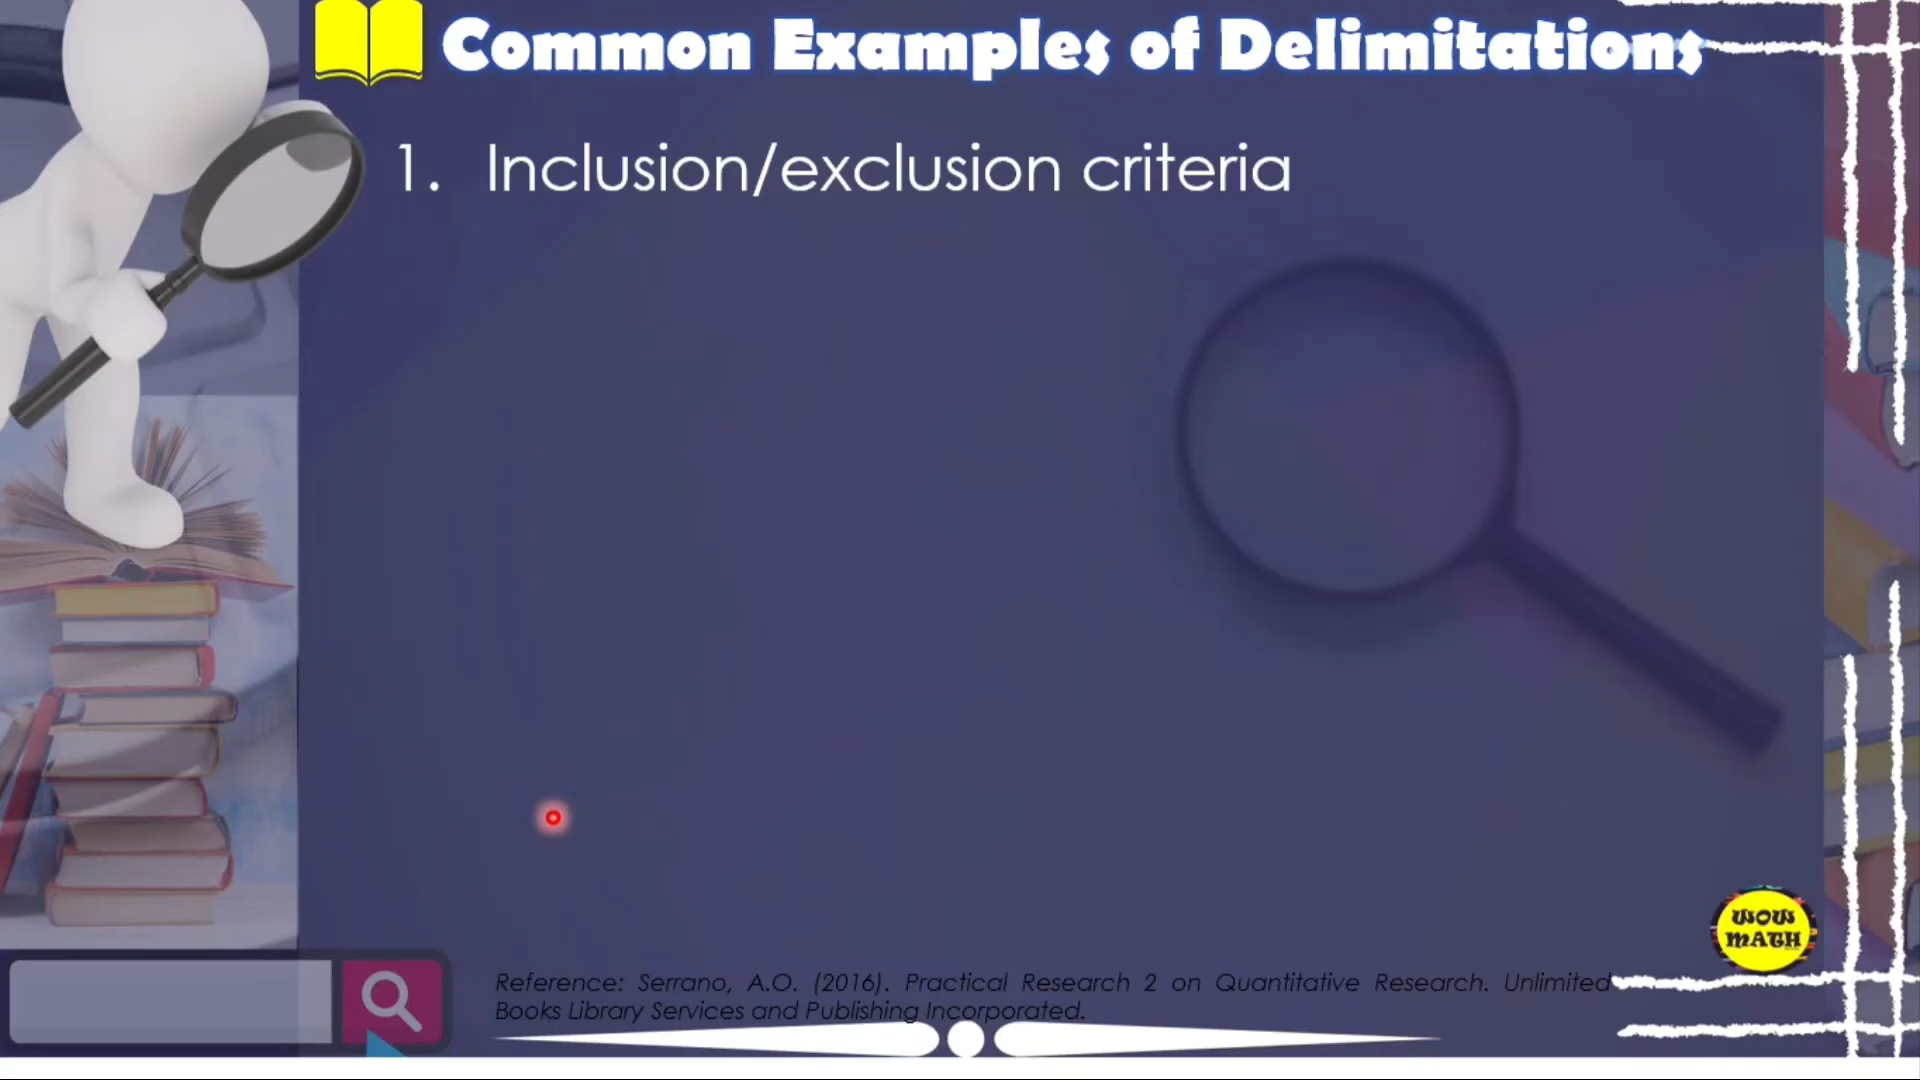 Common Examples of Delimitations
1. Inclusion/exclusion criteria
WOW
MATH
Reference: Serrano, A.O. (2016). Practical Research 2 on Quantitative Research. Unlimited
Books Library Services and Publishing Incorporated.